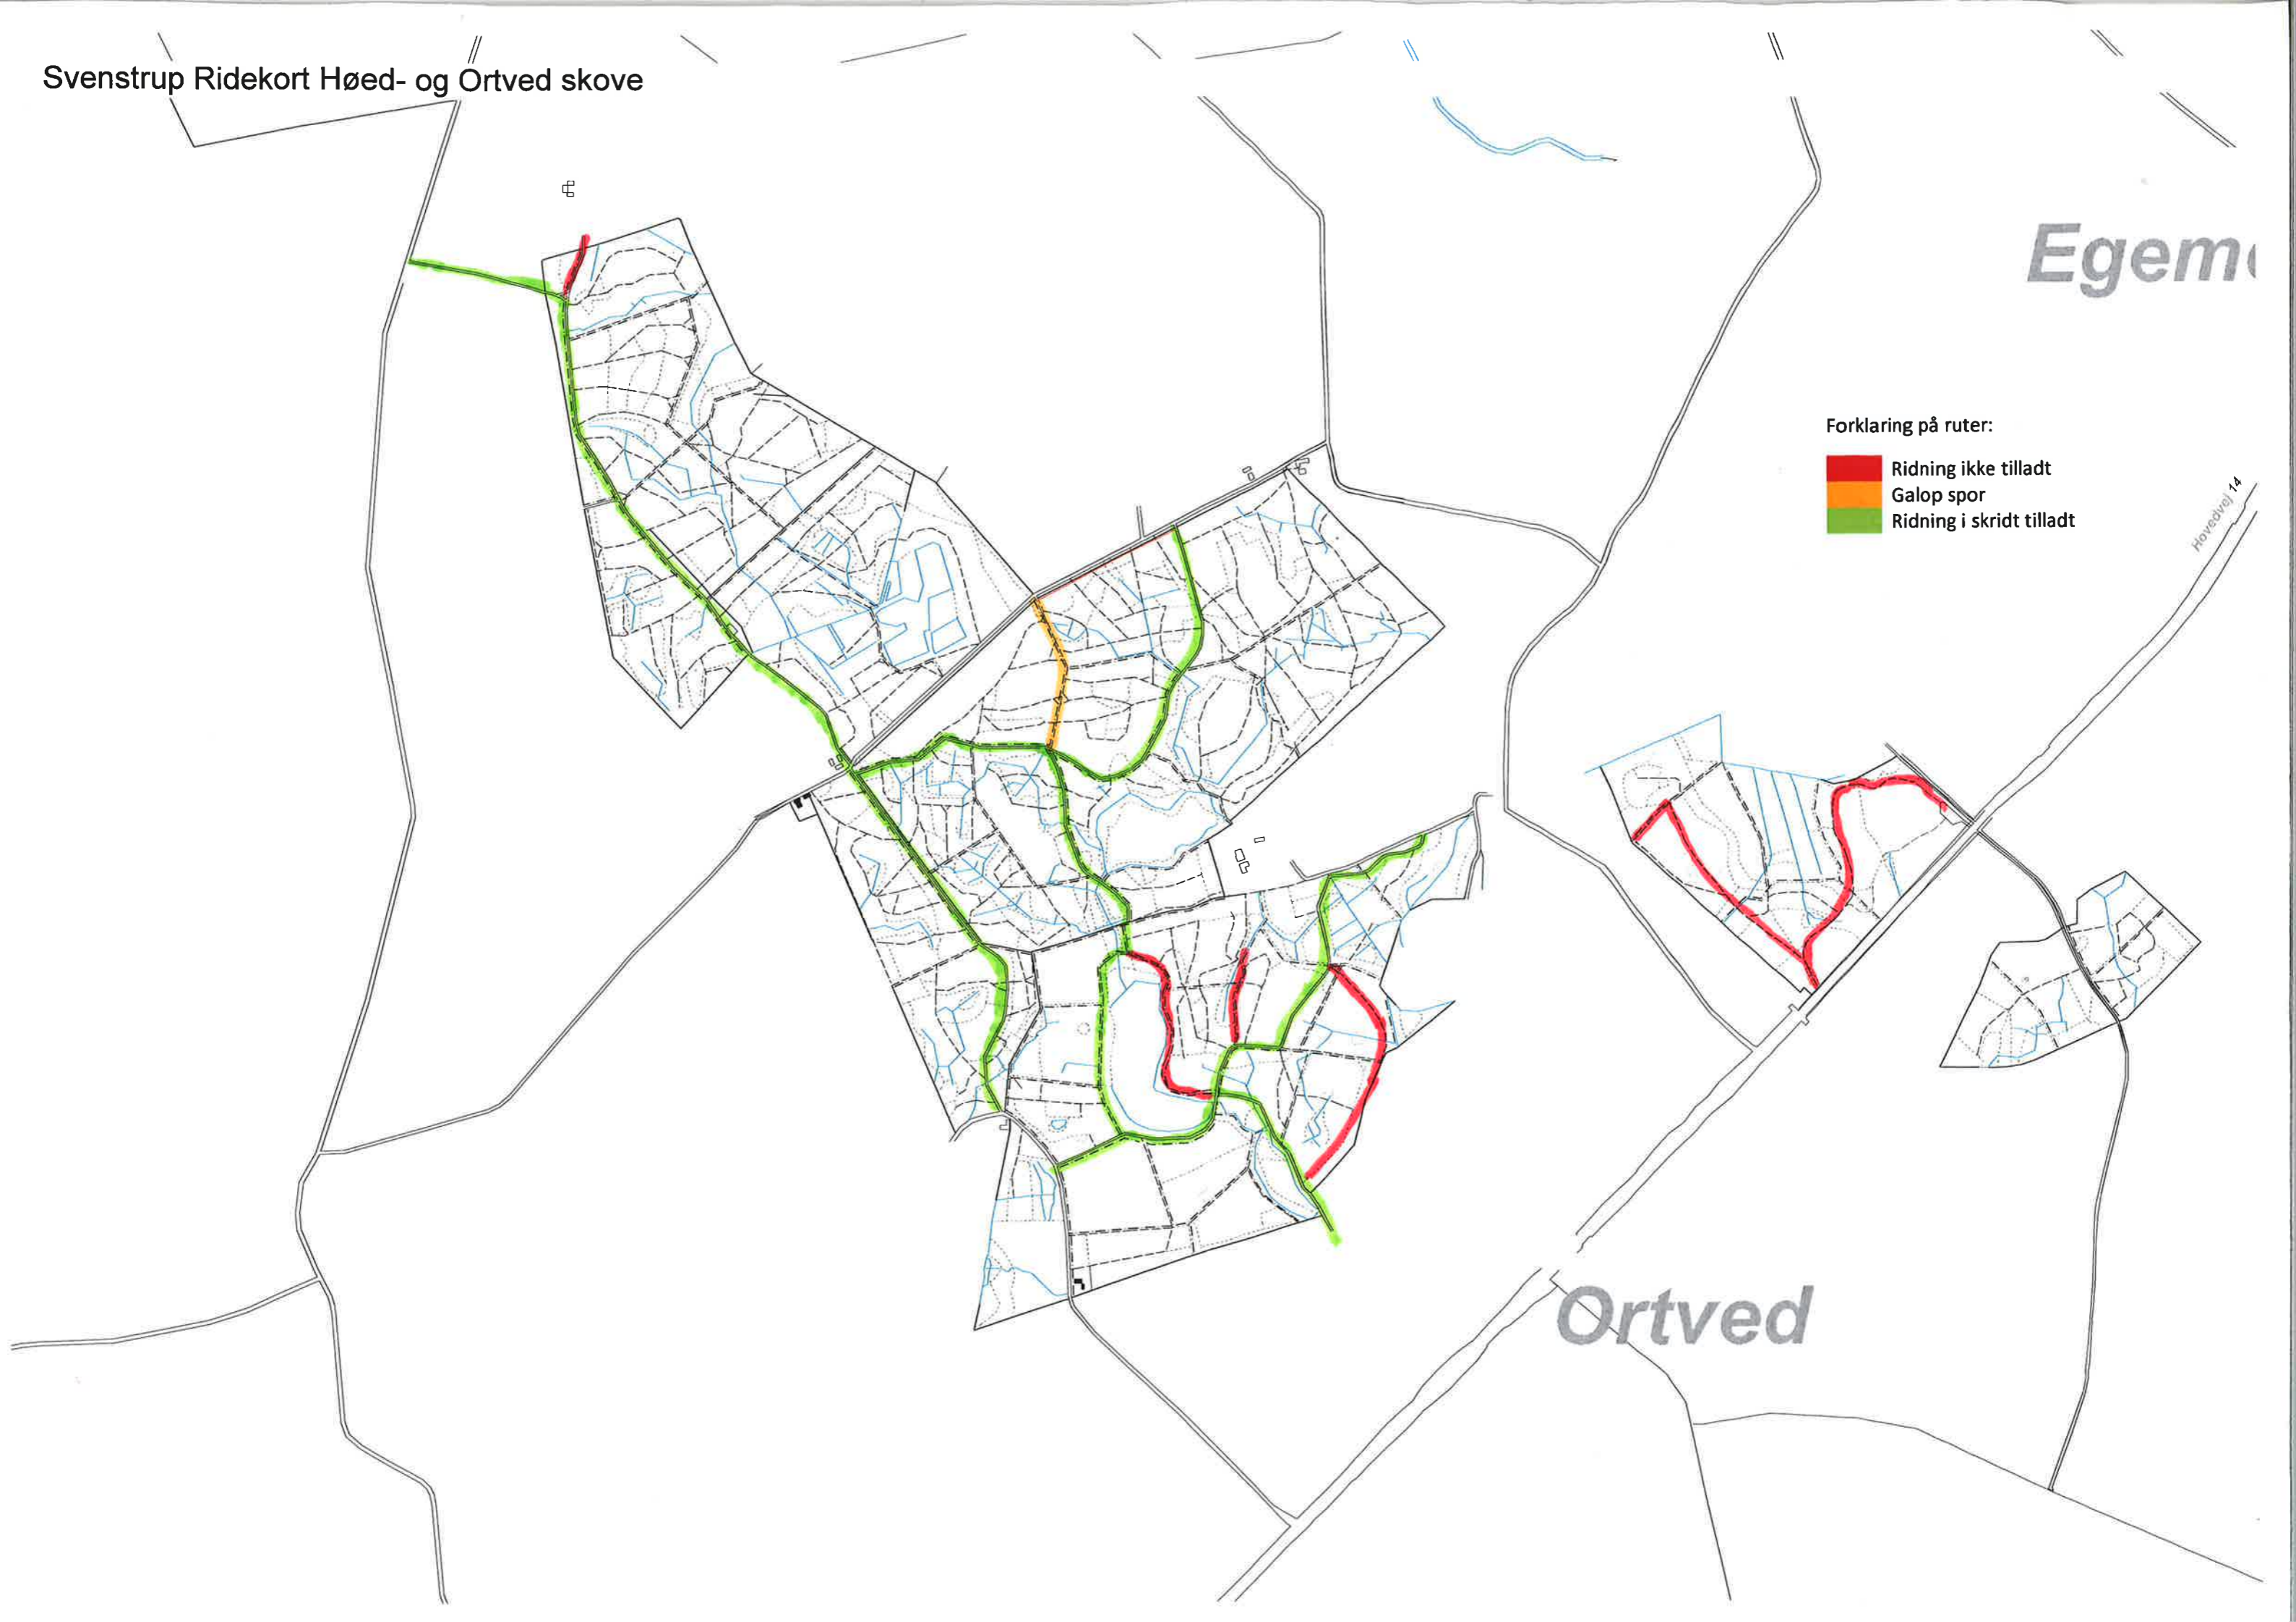 Svenstrup Ridekort Høed- og Ortved skove
Egem
Forklaring på ruter:
Ridning ikke tilladt
Galop spor
Ridning i skridt tilladt
Hovedvej 14
Ortved